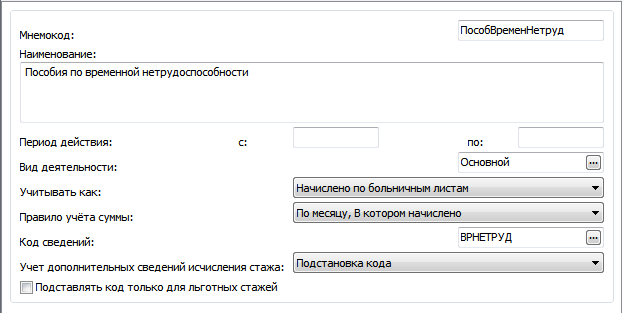 Мнемокод: ПособВременНетруд
Наименование:
Пособия по временной нетрудоспособности
Период действия: с: по:
Вид деятельности: Основной ...
Учитывать как: Начислено по больничным листам
Правило учёта суммы: По месяцу, В котором начислено
Код сведений: ВРНЕТРУД ...
Учет дополнительных сведений исчисления стажа: Подстановка кода
Подставлять код только для льготных стажей